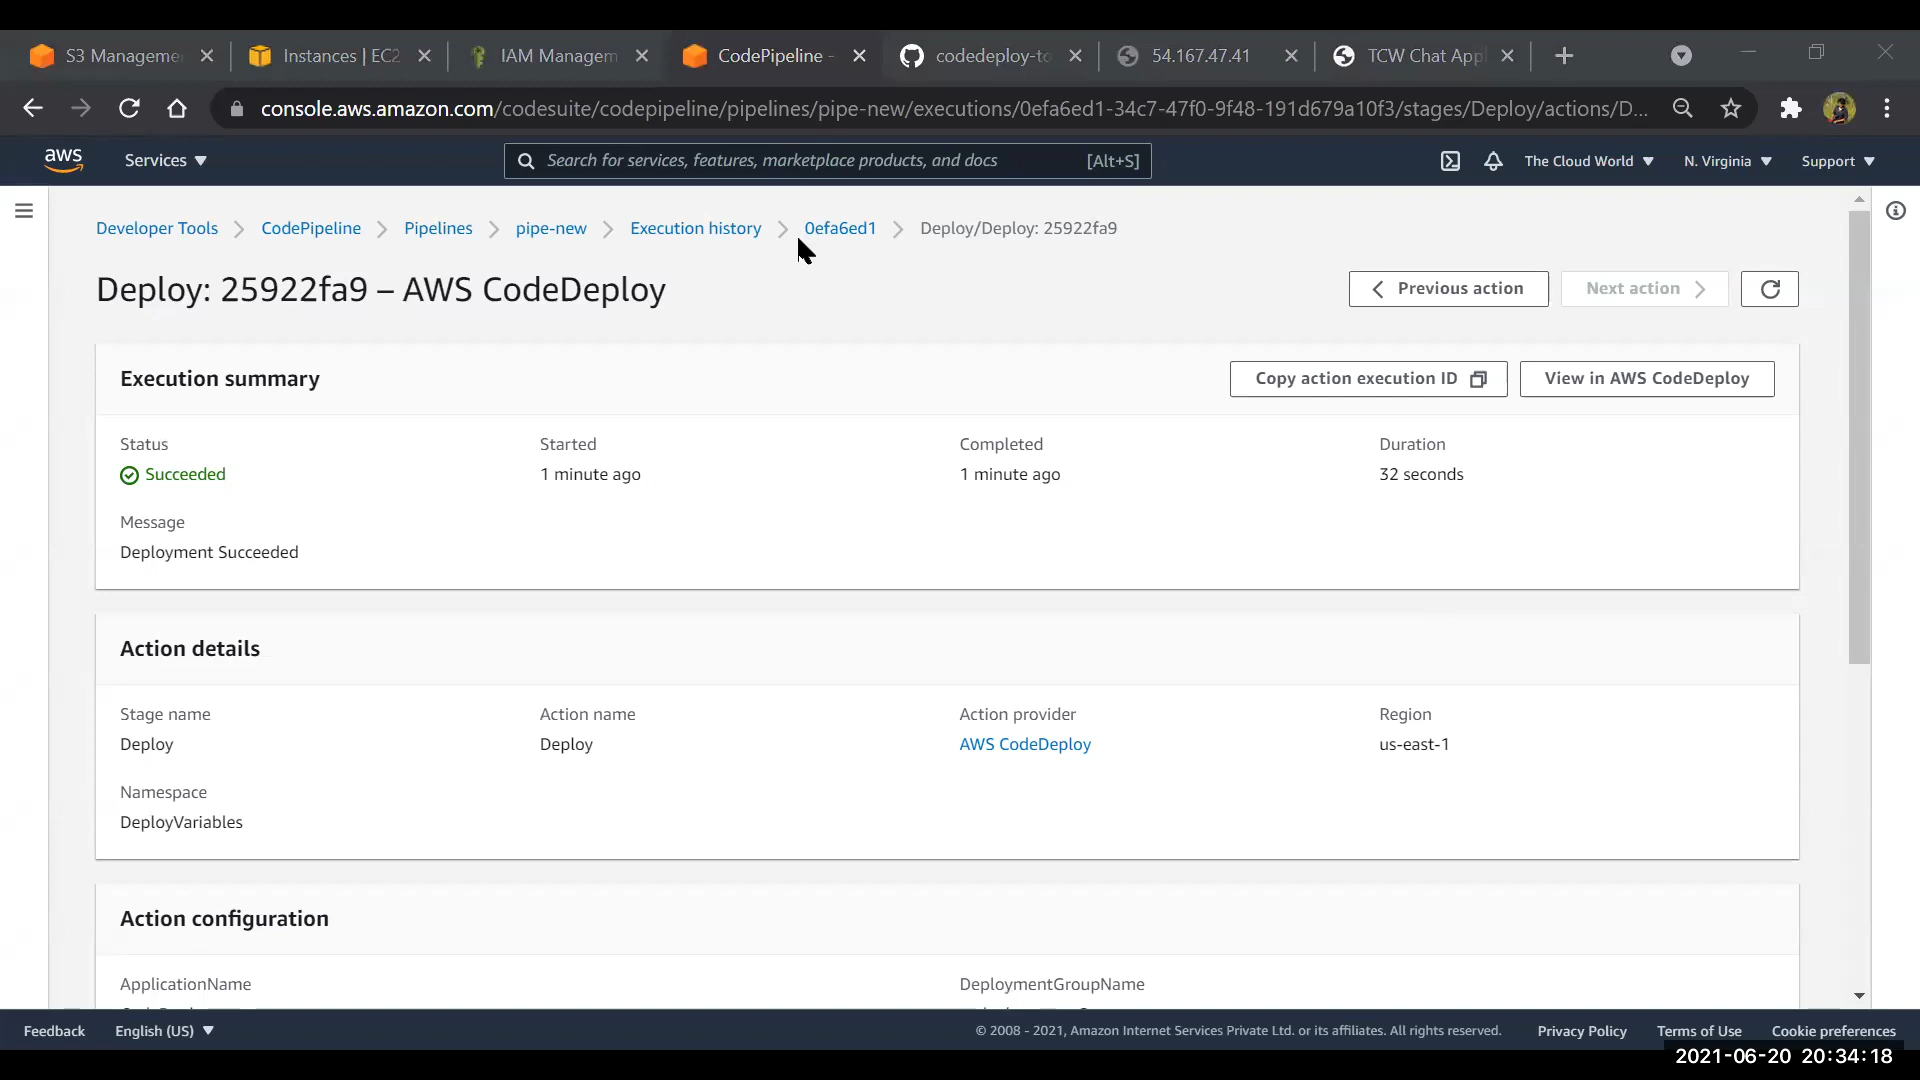 S3 Manageme
Instances | EC2
IAM Managem
CodePipeline -
codedeploy-to
54.167.47.41
TCW Chat Appl
console.aws.amazon.com/codesuite/codepipeline/pipelines/pipe-new/executions/0efa6ed1-34c7-47f0-9f48-191d679a10f3/stages/Deploy/actions/D...
aws
Services
Search for services, features, marketplace products, and docs
[Alt+S]
The Cloud World
N. Virginia
Support
Developer Tools
CodePipeline
Pipelines
pipe-new
Execution history
0efa6ed1
Deploy/Deploy: 25922fa9
Deploy: 25922fa9 – AWS CodeDeploy
Previous action
Next action
Execution summary
Copy action execution ID
View in AWS CodeDeploy
Status
Started
Completed
Duration
Succeeded
1 minute ago
1 minute ago
32 seconds
Message
Deployment Succeeded
Action details
Stage name
Action name
Action provider
Region
Deploy
Deploy
AWS CodeDeploy
us-east-1
Namespace
DeployVariables
Action configuration
ApplicationName
DeploymentGroupName
Feedback
English (US)
© 2008 - 2021, Amazon Internet Services Private Ltd. or its affiliates. All rights reserved.
Privacy Policy
Terms of Use
Cookie preferences
2021-06-20 20:34:18